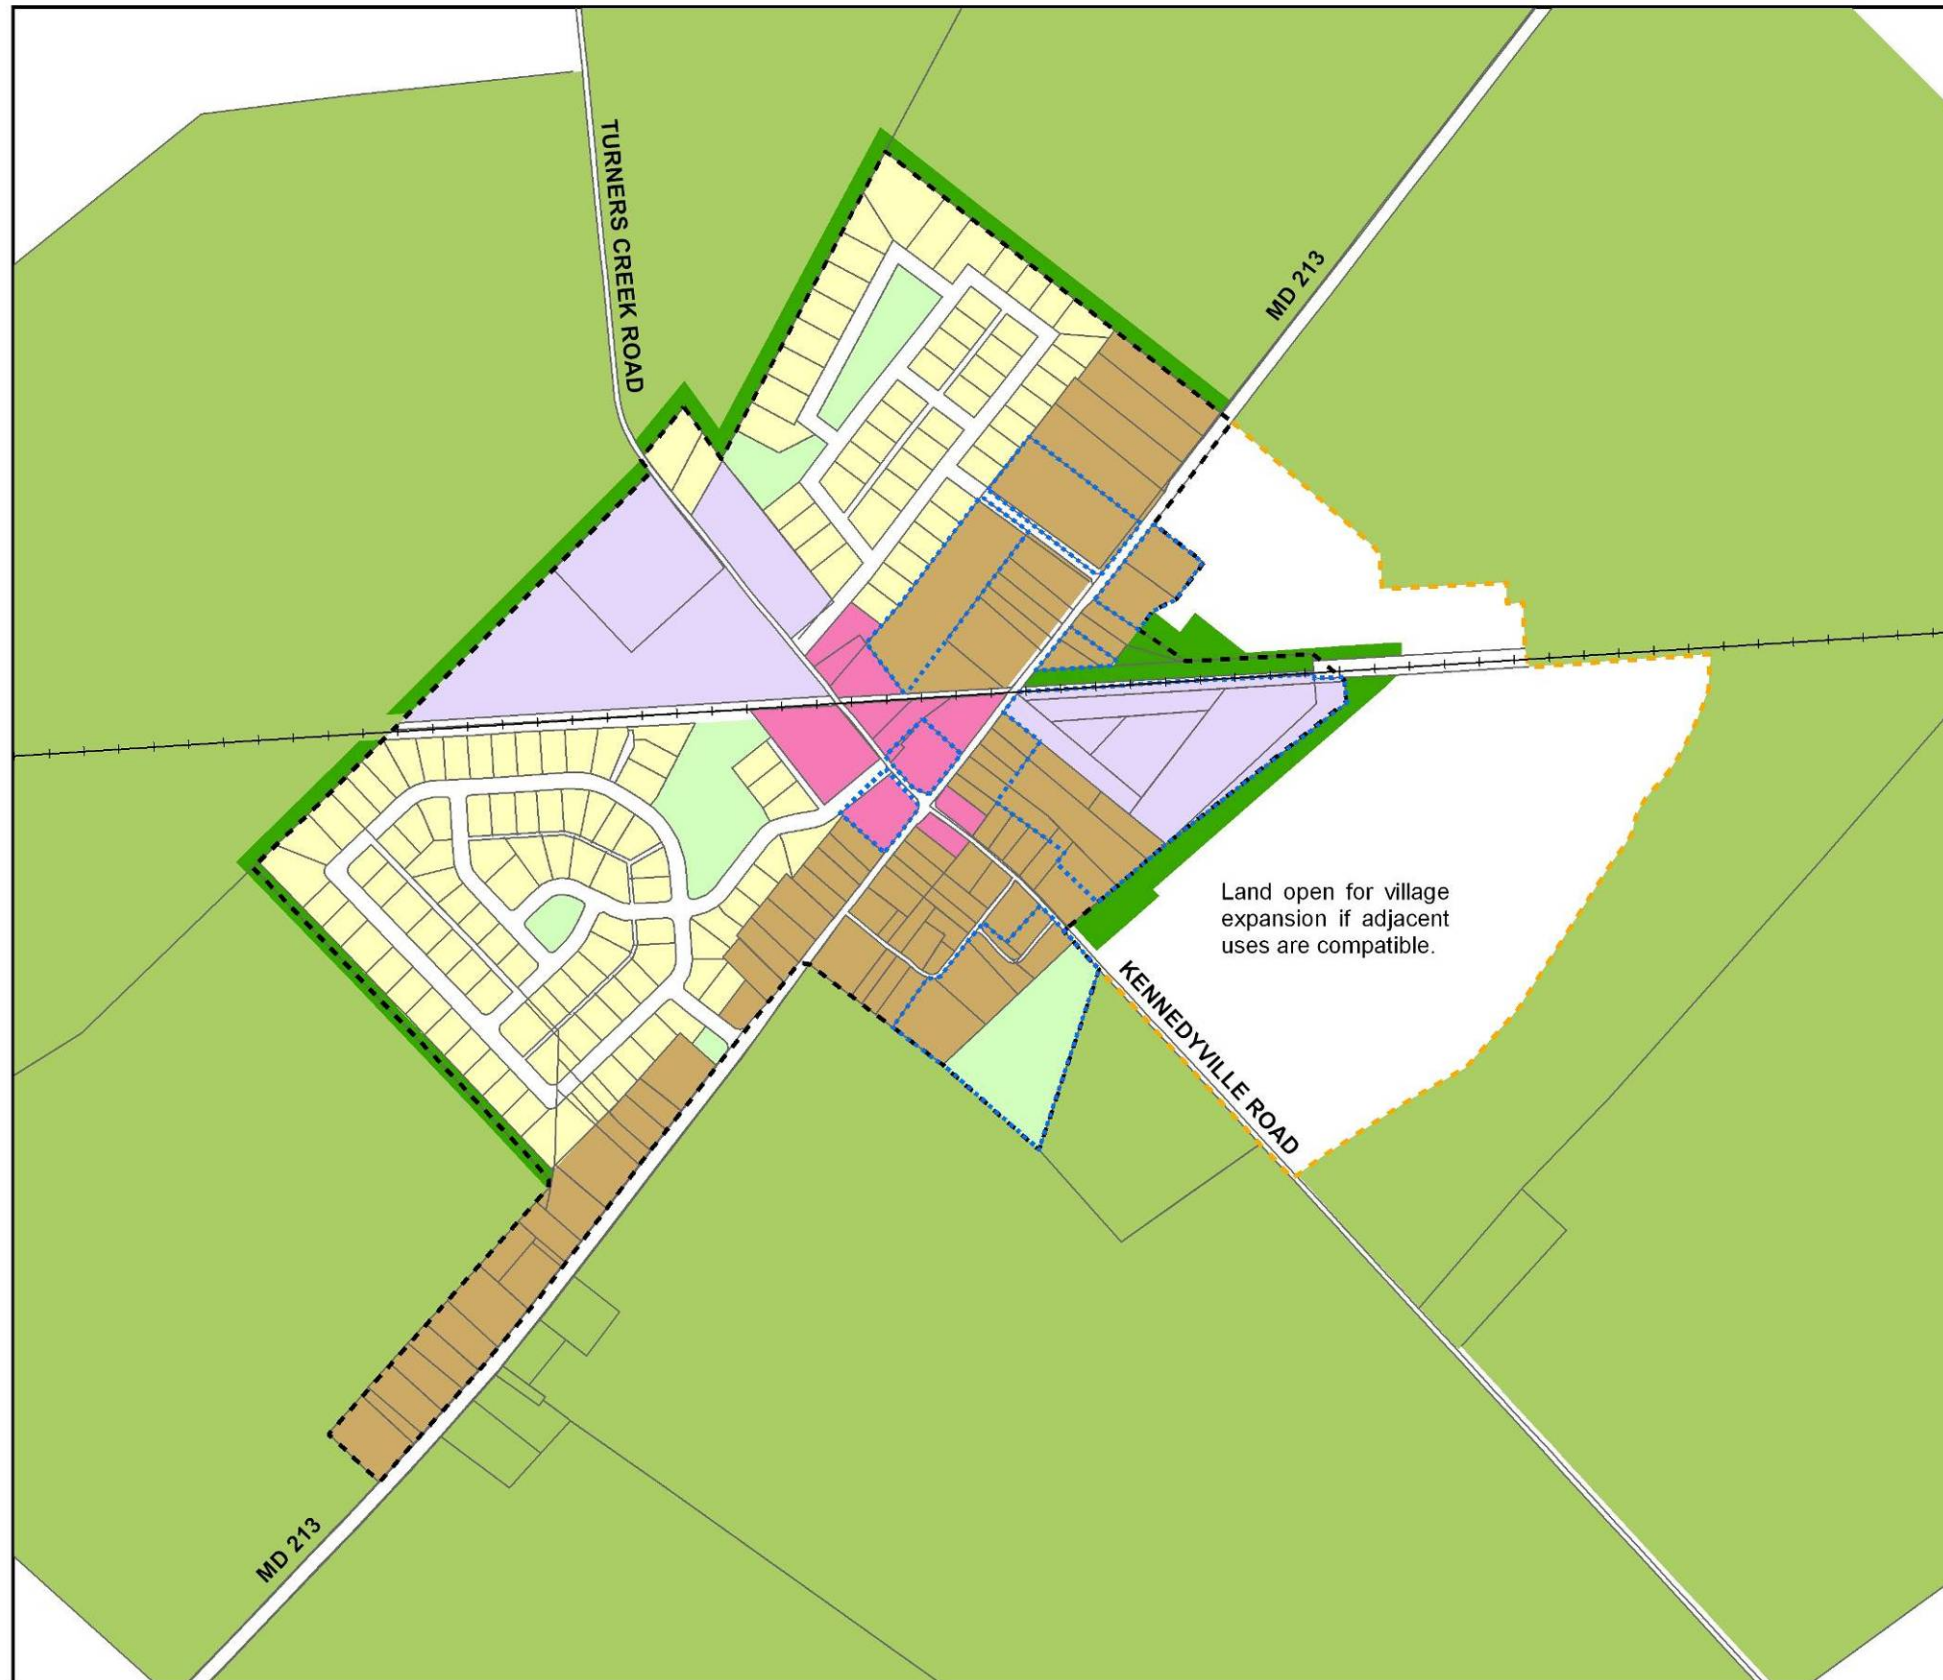 TURNERS CREEK ROAD
MD 213
Land open for village
expansion if adjacent
uses are compatible.
KENNEDYVILLE ROAD
MD 213